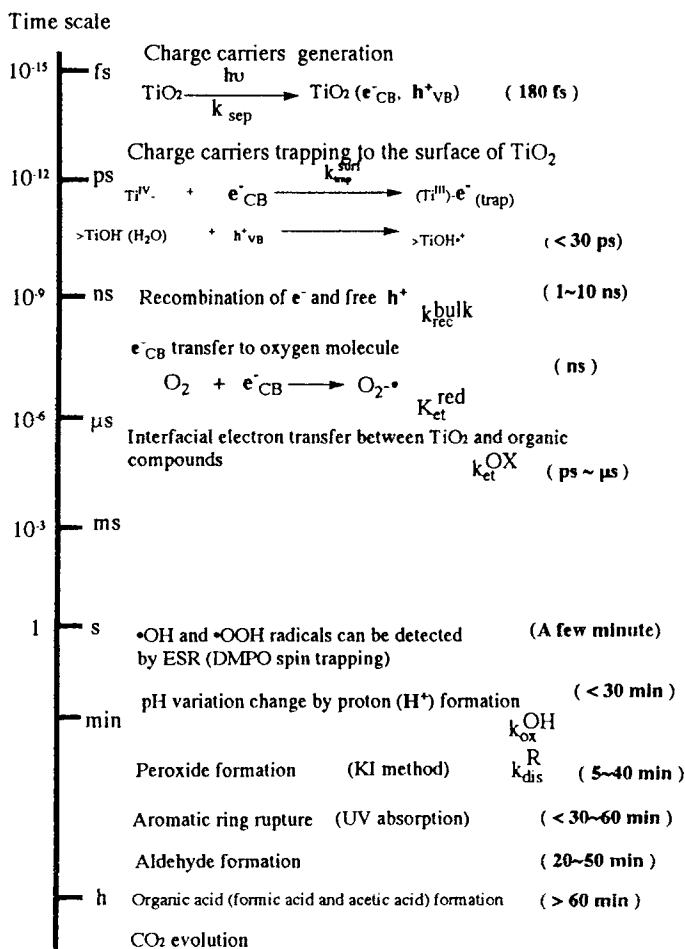 Time scale
Charge carriers generation
10⁻¹⁵ fs
hυ
TiO₂ → TiO₂ (e⁻CB, h⁺VB) ( 180 fs )
k sep
Charge carriers trapping to the surface of TiO₂
10⁻¹² ps
k trap surf
Ti^IV- + e⁻CB → (Ti^III)-e⁻ (trap)
>TiOH (H₂O) + h⁺VB → >TiOH•⁺ ( < 30 ps)
10⁻⁹ ns
Recombination of e⁻ and free h⁺ k rec bulk ( 1~10 ns)
e⁻CB transfer to oxygen molecule
( ns )
O₂ + e⁻CB → O₂⁻•
K et red
10⁻⁶ μs
Interfacial electron transfer between TiO₂ and organic
compounds k et OX ( ps ~ μs )
10⁻³ ms
1 s
•OH and •OOH radicals can be detected (A few minute)
by ESR (DMPO spin trapping)
pH variation change by proton (H⁺) formation ( < 30 min )
min
k ox OH
Peroxide formation (KI method) k dis R ( 5~40 min )
Aromatic ring rupture (UV absorption) ( < 30~60 min )
Aldehyde formation ( 20~50 min )
h Organic acid (formic acid and acetic acid) formation ( > 60 min )
CO₂ evolution